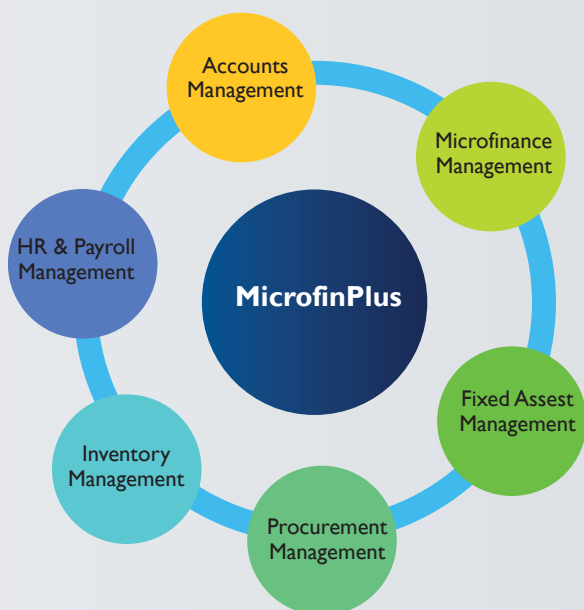 Accounts
Management
Microfinance
Management
HR & Payroll
Management
MicrofinPlus
Fixed Assest
Management
Inventory
Management
Procurement
Management